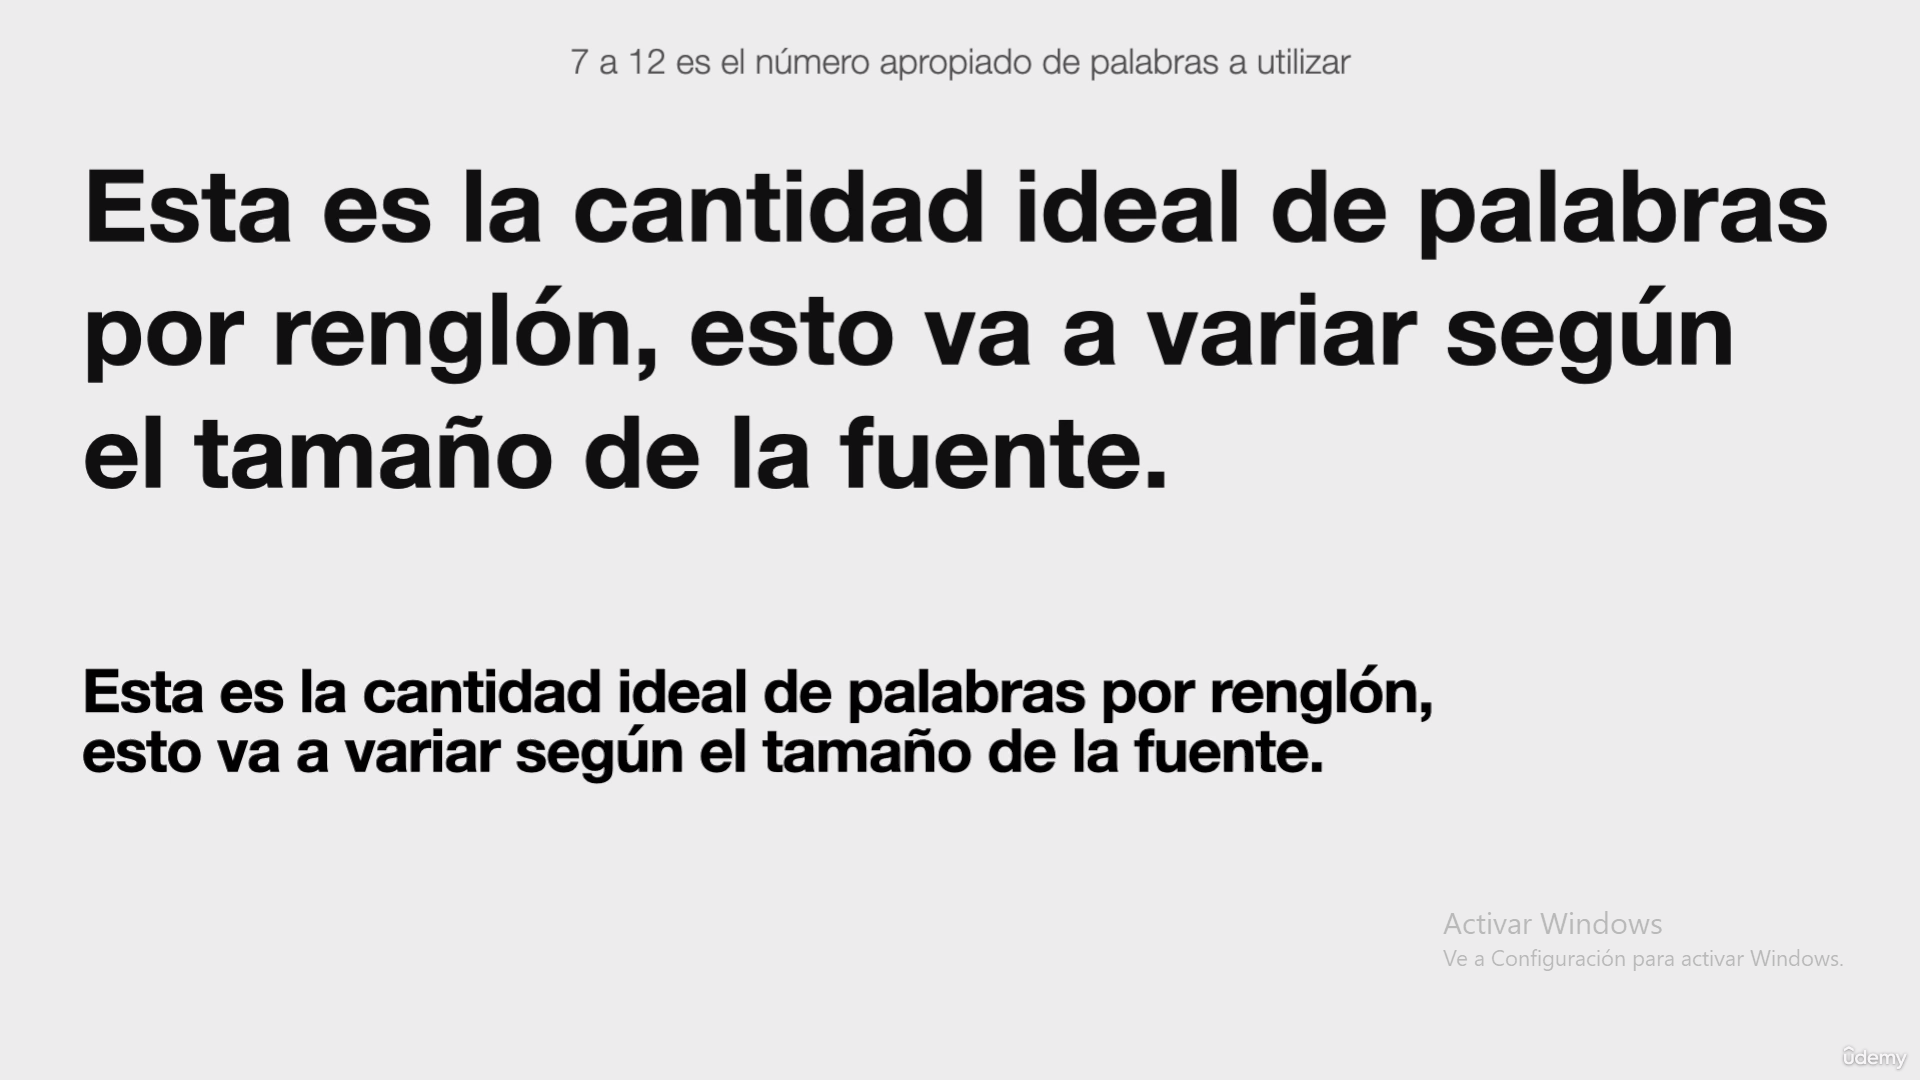 7 a 12 es el número apropiado de palabras a utilizar
Esta es la cantidad ideal de palabras
por renglón, esto va a variar según
el tamaño de la fuente.
Esta es la cantidad ideal de palabras por renglón,
esto va a variar según el tamaño de la fuente.
Activar Windows
Ve a Configuración para activar Windows.
ûdemy